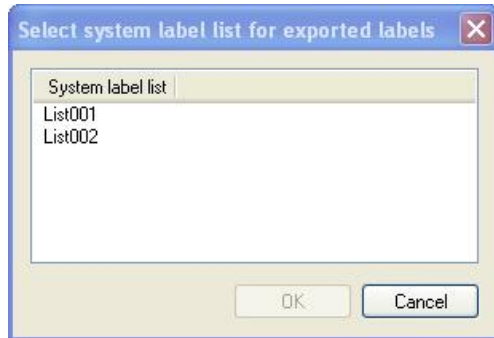 Select system label list for exported labels
System label list
List001
List002
OK
Cancel